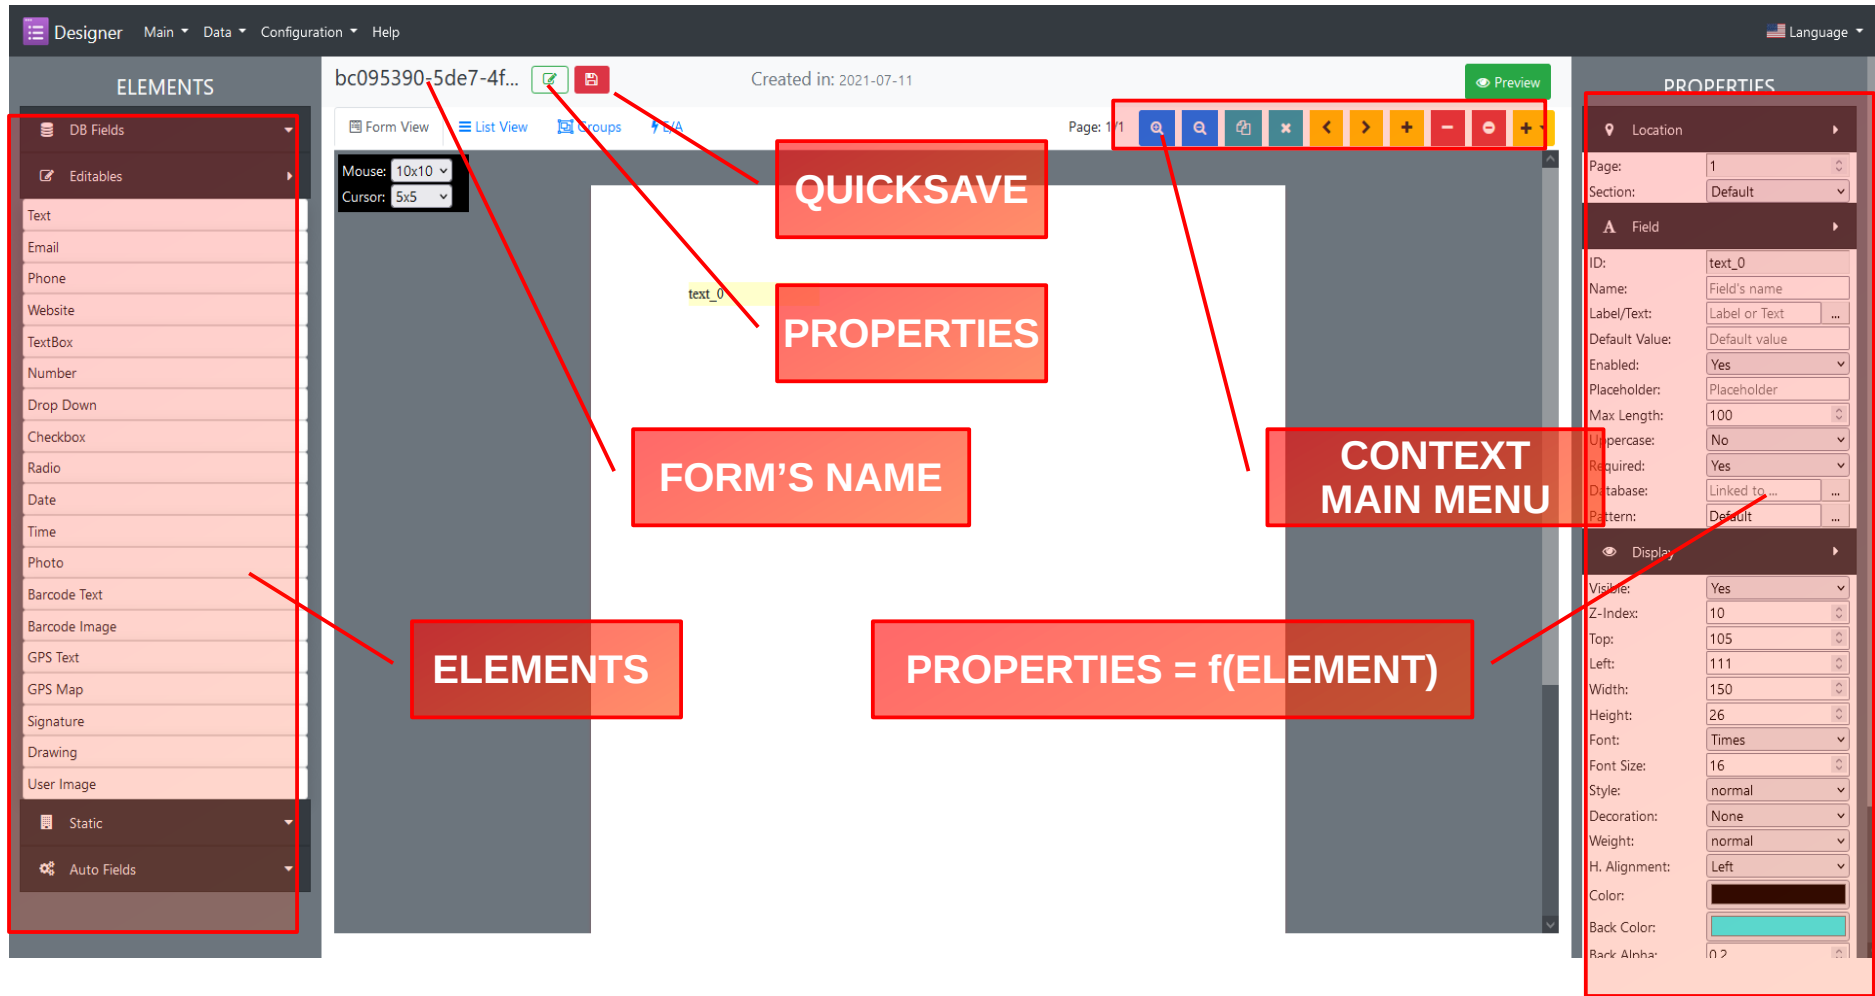 Designer Main Data Configuration Help Language
ELEMENTS
DB Fields
Editables
Text
Email
Phone
Website
TextBox
Number
Drop Down
Checkbox
Radio
Date
Time
Photo
Barcode Text
Barcode Image
GPS Text
GPS Map
Signature
Drawing
User Image
Static
Auto Fields
bc095390-5de7-4f...
Created in: 2021-07-11
Preview
Form View List View Groups E/A
Page: 1/1
Mouse: 10x10
Cursor: 5x5
text_0
QUICKSAVE
PROPERTIES
FORM'S NAME
CONTEXT
MAIN MENU
ELEMENTS
PROPERTIES = f(ELEMENT)
PROPERTIES
Location
Page: 1
Section: Default
A Field
ID: text_0
Name: Field's name
Label/Text: Label or Text ...
Default Value: Default value
Enabled: Yes
Placeholder: Placeholder
Max Length: 100
Uppercase: No
Required: Yes
Database: Linked to ... ...
Pattern: Default ...
Display
Visible: Yes
Z-Index: 10
Top: 105
Left: 111
Width: 150
Height: 26
Font: Times
Font Size: 16
Style: normal
Decoration: None
Weight: normal
H. Alignment: Left
Color:
Back Color:
Back Alpha: 0.2